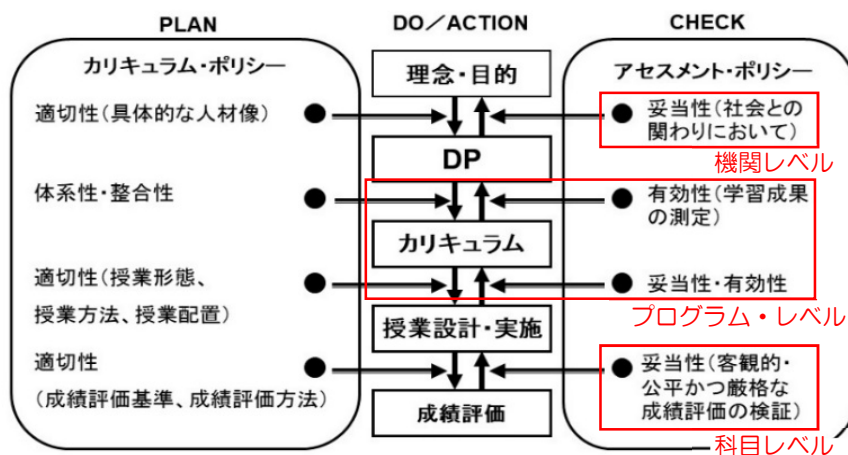 PLAN
DO／ACTION
CHECK
カリキュラム・ポリシー
適切性(具体的な人材像)
体系性・整合性
適切性(授業形態、
授業方法、授業配置)
適切性
(成績評価基準、成績評価方法)
理念・目的
DP
カリキュラム
授業設計・実施
成績評価
アセスメント・ポリシー
妥当性(社会との
関わりにおいて)
機関レベル
有効性(学習成果
の測定)
妥当性・有効性
プログラム・レベル
妥当性(客観的・
公平かつ厳格な
成績評価の検証)
科目レベル